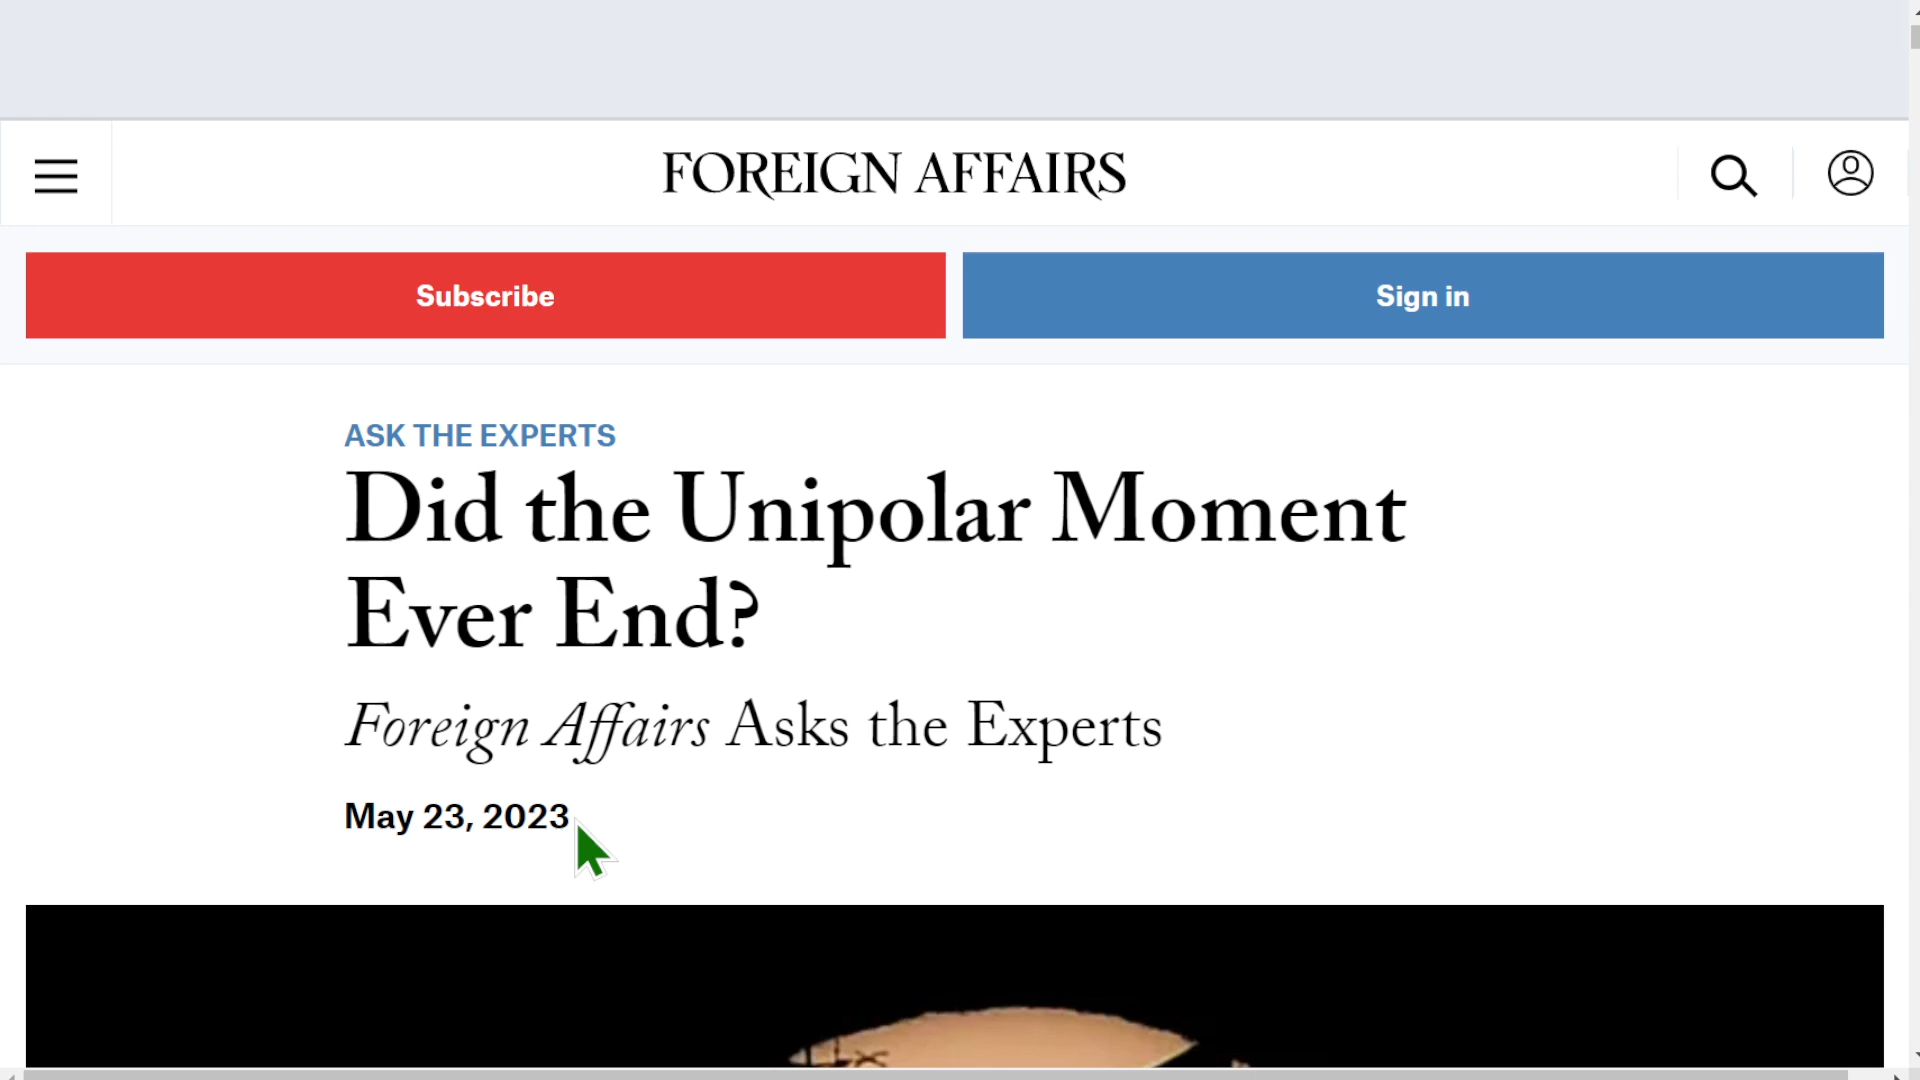 FOREIGN AFFAIRS
Subscribe
Sign in
ASK THE EXPERTS
Did the Unipolar Moment
Ever End?
Foreign Affairs Asks the Experts
May 23, 2023